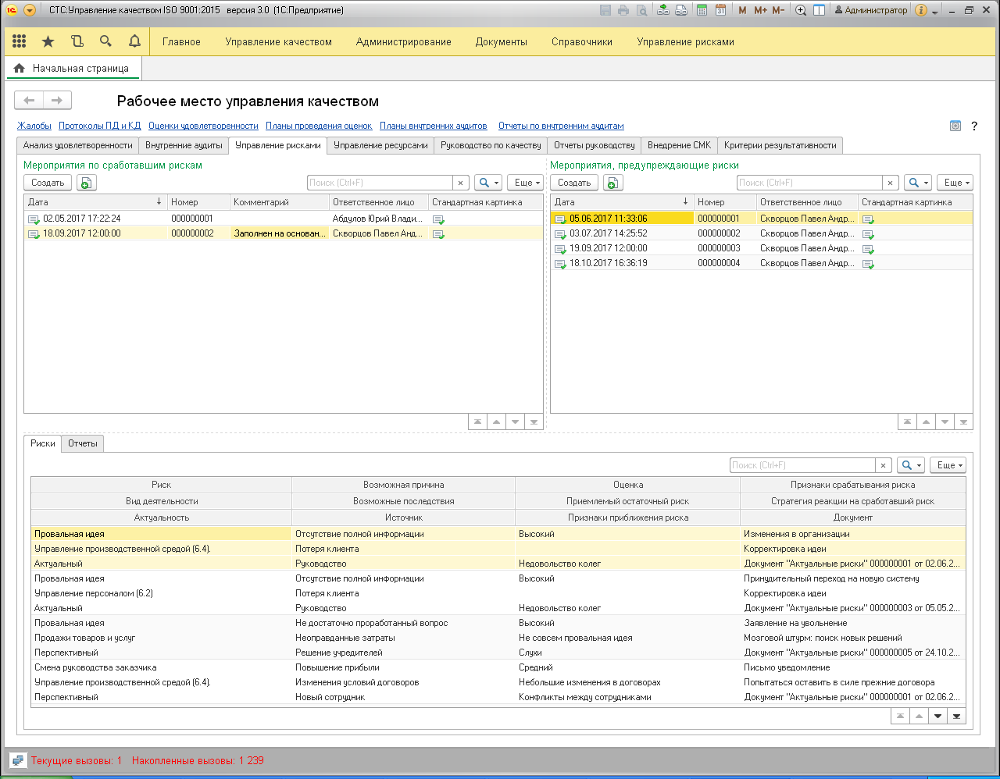 СТС:Управление качеством ISO 9001:2015 версия 3.0 (1С:Предприятие)
M M+ M- Администратор
Главное Управление качеством Администрирование Документы Справочники Управление рисками
Начальная страница
Рабочее место управления качеством
Жалобы Протоколы ПД и КД Оценки удовлетворенности Планы проведения оценок Планы внутренних аудитов Отчеты по внутренним аудитам ?
Анализ удовлетворенности Внутренние аудиты Управление рисками Управление ресурсами Руководство по качеству Отчеты руководству Внедрение СМК Критерии результативности
Мероприятия по сработавшим рискам Мероприятия, предупреждающие риски
Создать Поиск (Ctrl+F) × Еще Создать Поиск (Ctrl+F) × Еще
Дата ↓ Номер Комментарий Ответственное лицо Стандартная картинка Дата ↓ Номер Ответственное лицо Стандартная картинка
02.05.2017 17:22:24 000000001 Абдулов Юрий Влади... 05.06.2017 11:33:06 000000001 Скворцов Павел Андр...
18.09.2017 12:00:00 000000002 Заполнен на основан... Скворцов Павел Анд... 03.07.2017 14:25:52 000000002 Скворцов Павел Андр...
19.09.2017 12:00:00 000000003 Скворцов Павел Андр...
18.10.2017 16:36:19 000000004 Скворцов Павел Андр...
Риски Отчеты
Поиск (Ctrl+F) × Еще
Риск Возможная причина Оценка Признаки срабатывания риска
Вид деятельности Возможные последствия Приемлемый остаточный риск Стратегия реакции на сработавший риск
Актуальность Источник Признаки приближения риска Документ
Провальная идея Отсутствие полной информации Высокий Изменения в организации
Управление производственной средой (6.4). Потеря клиента Корректировка идеи
Актуальный Руководство Недовольство колег Документ "Актуальные риски" 000000001 от 02.06.2...
Провальная идея Отсутствие полной информации Высокий Принудительный переход на новую систему
Управление персоналом (6.2) Потеря клиента Корректировка идеи
Актуальный Руководство Недовольство колег Документ "Актуальные риски" 000000003 от 05.05.2...
Провальная идея Не достаточно проработанный вопрос Высокий Заявление на увольнение
Продажи товаров и услуг Неоправданные затраты Не совсем провальная идея Мозговой штурм: поиск новых решений
Перспективный Решение учредителей Слухи Документ "Актуальные риски" 000000005 от 24.10.2...
Смена руководства заказчика Повышение прибыли Средний Письмо уведомление
Управление производственной средой (6.4). Изменения условий договоров Небольшие изменения в договорах Попытаться оставить в силе прежние договора
Перспективный Новый сотрудник Конфликты между сотрудниками Документ "Актуальные риски" 000000001 от 02.06.2...
Текущие вызовы: 1 Накопленные вызовы: 1 239